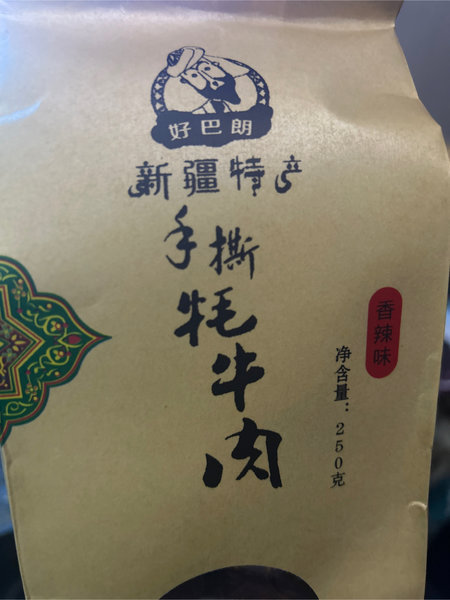 好巴朗
新疆特产
手撕
牦牛肉
香辣味
净含量：250克